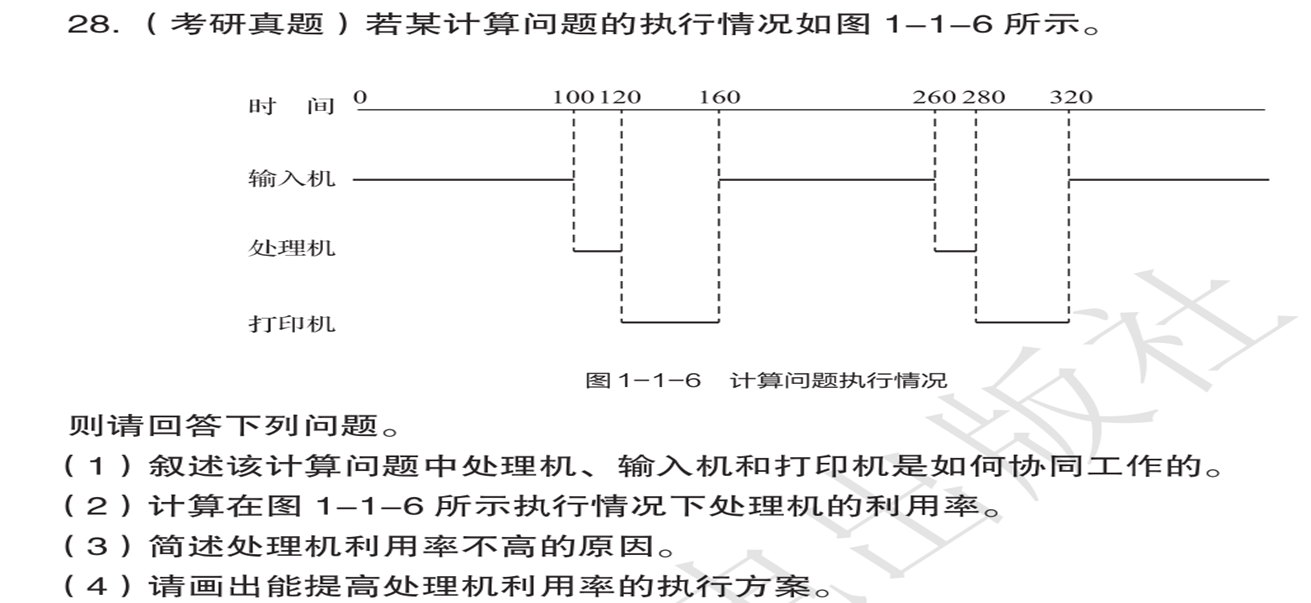 28.（考研真题）若某计算问题的执行情况如图 1-1-6 所示。
时 间 0 100 120 160 260 280 320
输入机
处理机
打印机
图 1-1-6 计算问题执行情况
则请回答下列问题。
（1）叙述该计算问题中处理机、输入机和打印机是如何协同工作的。
（2）计算在图 1-1-6 所示执行情况下处理机的利用率。
（3）简述处理机利用率不高的原因。
（4）请画出能提高处理机利用率的执行方案。
出版社